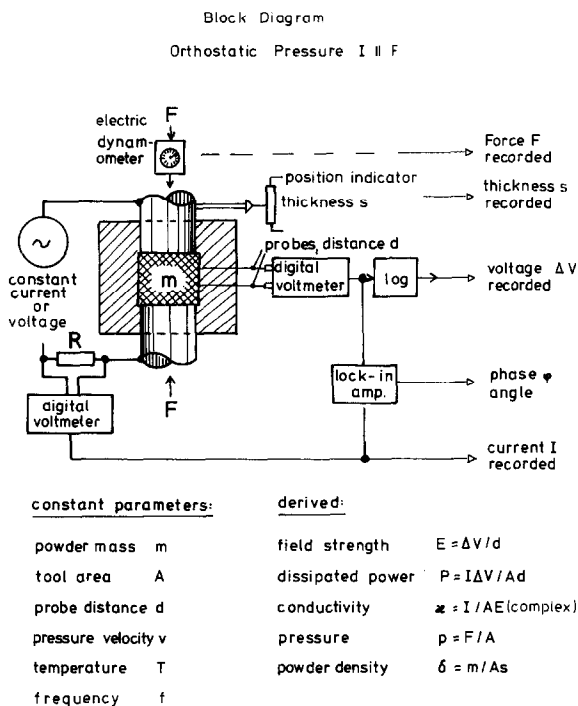 Block Diagram
Orthostatic Pressure I II F
electric F
dynam-
ometer
Force F
recorded
position indicator
thickness s
thickness s
recorded
~
constant
current
or
voltage
probes, distance d
m
digital
voltmeter
log
voltage ΔV
recorded
R
lock-in
amp.
phase φ
angle
F
digital
voltmeter
current I
recorded
constant parameters:
powder mass m
tool area A
probe distance d
pressure velocity v
temperature T
frequency f
derived:
field strength E = ΔV/d
dissipated power P = IΔV/Ad
conductivity ϰ = I/AE(complex)
pressure p = F/A
powder density δ = m/As